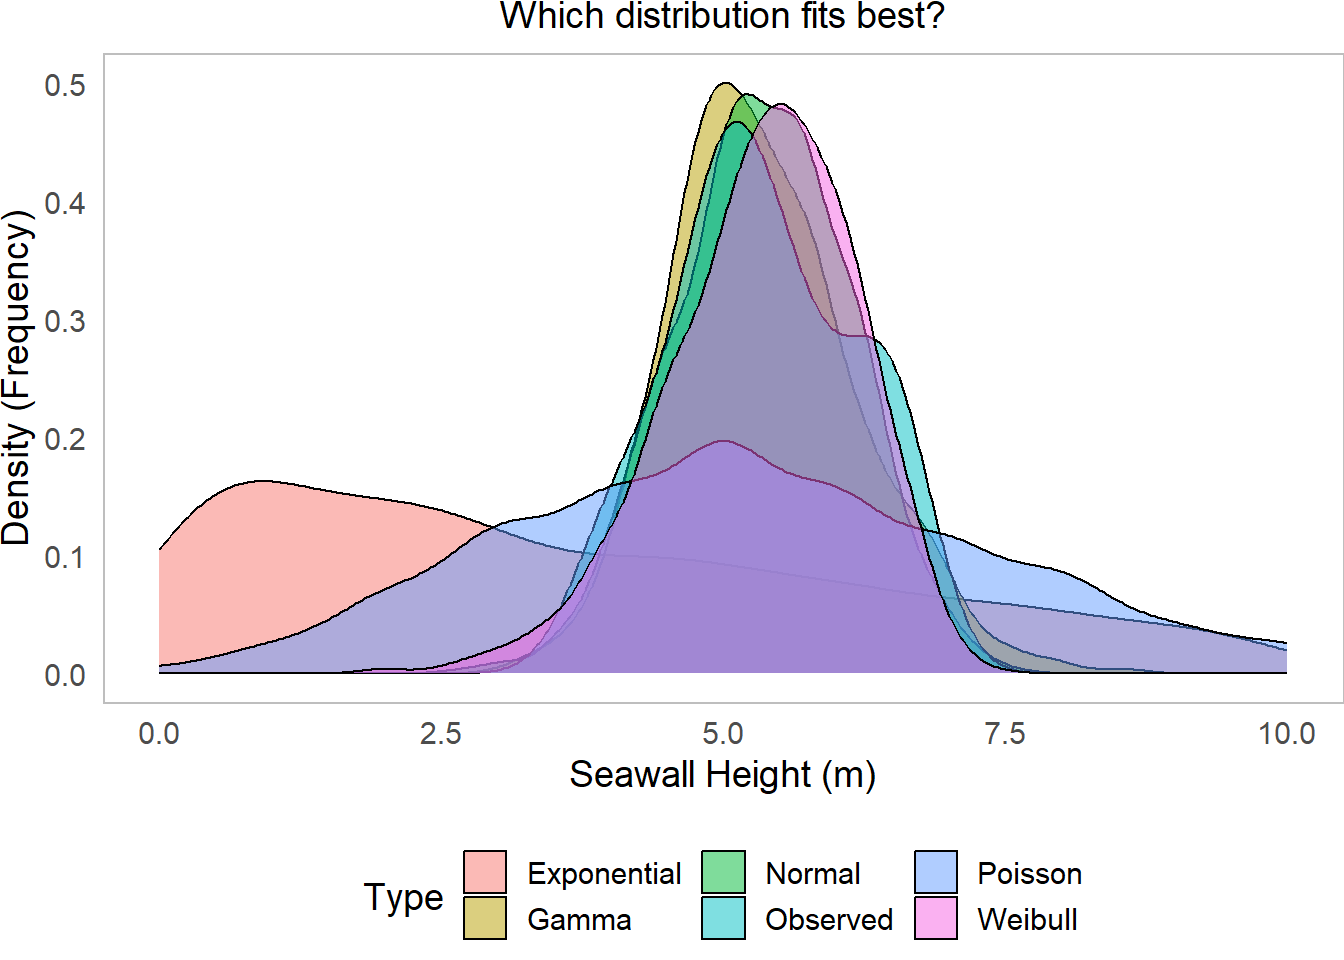 Which distribution fits best?
Density (Frequency)
0.5
0.4
0.3
0.2
0.1
0.0
0.0 2.5 5.0 7.5 10.0
Seawall Height (m)
Type
Exponential Normal Poisson
Gamma Observed Weibull